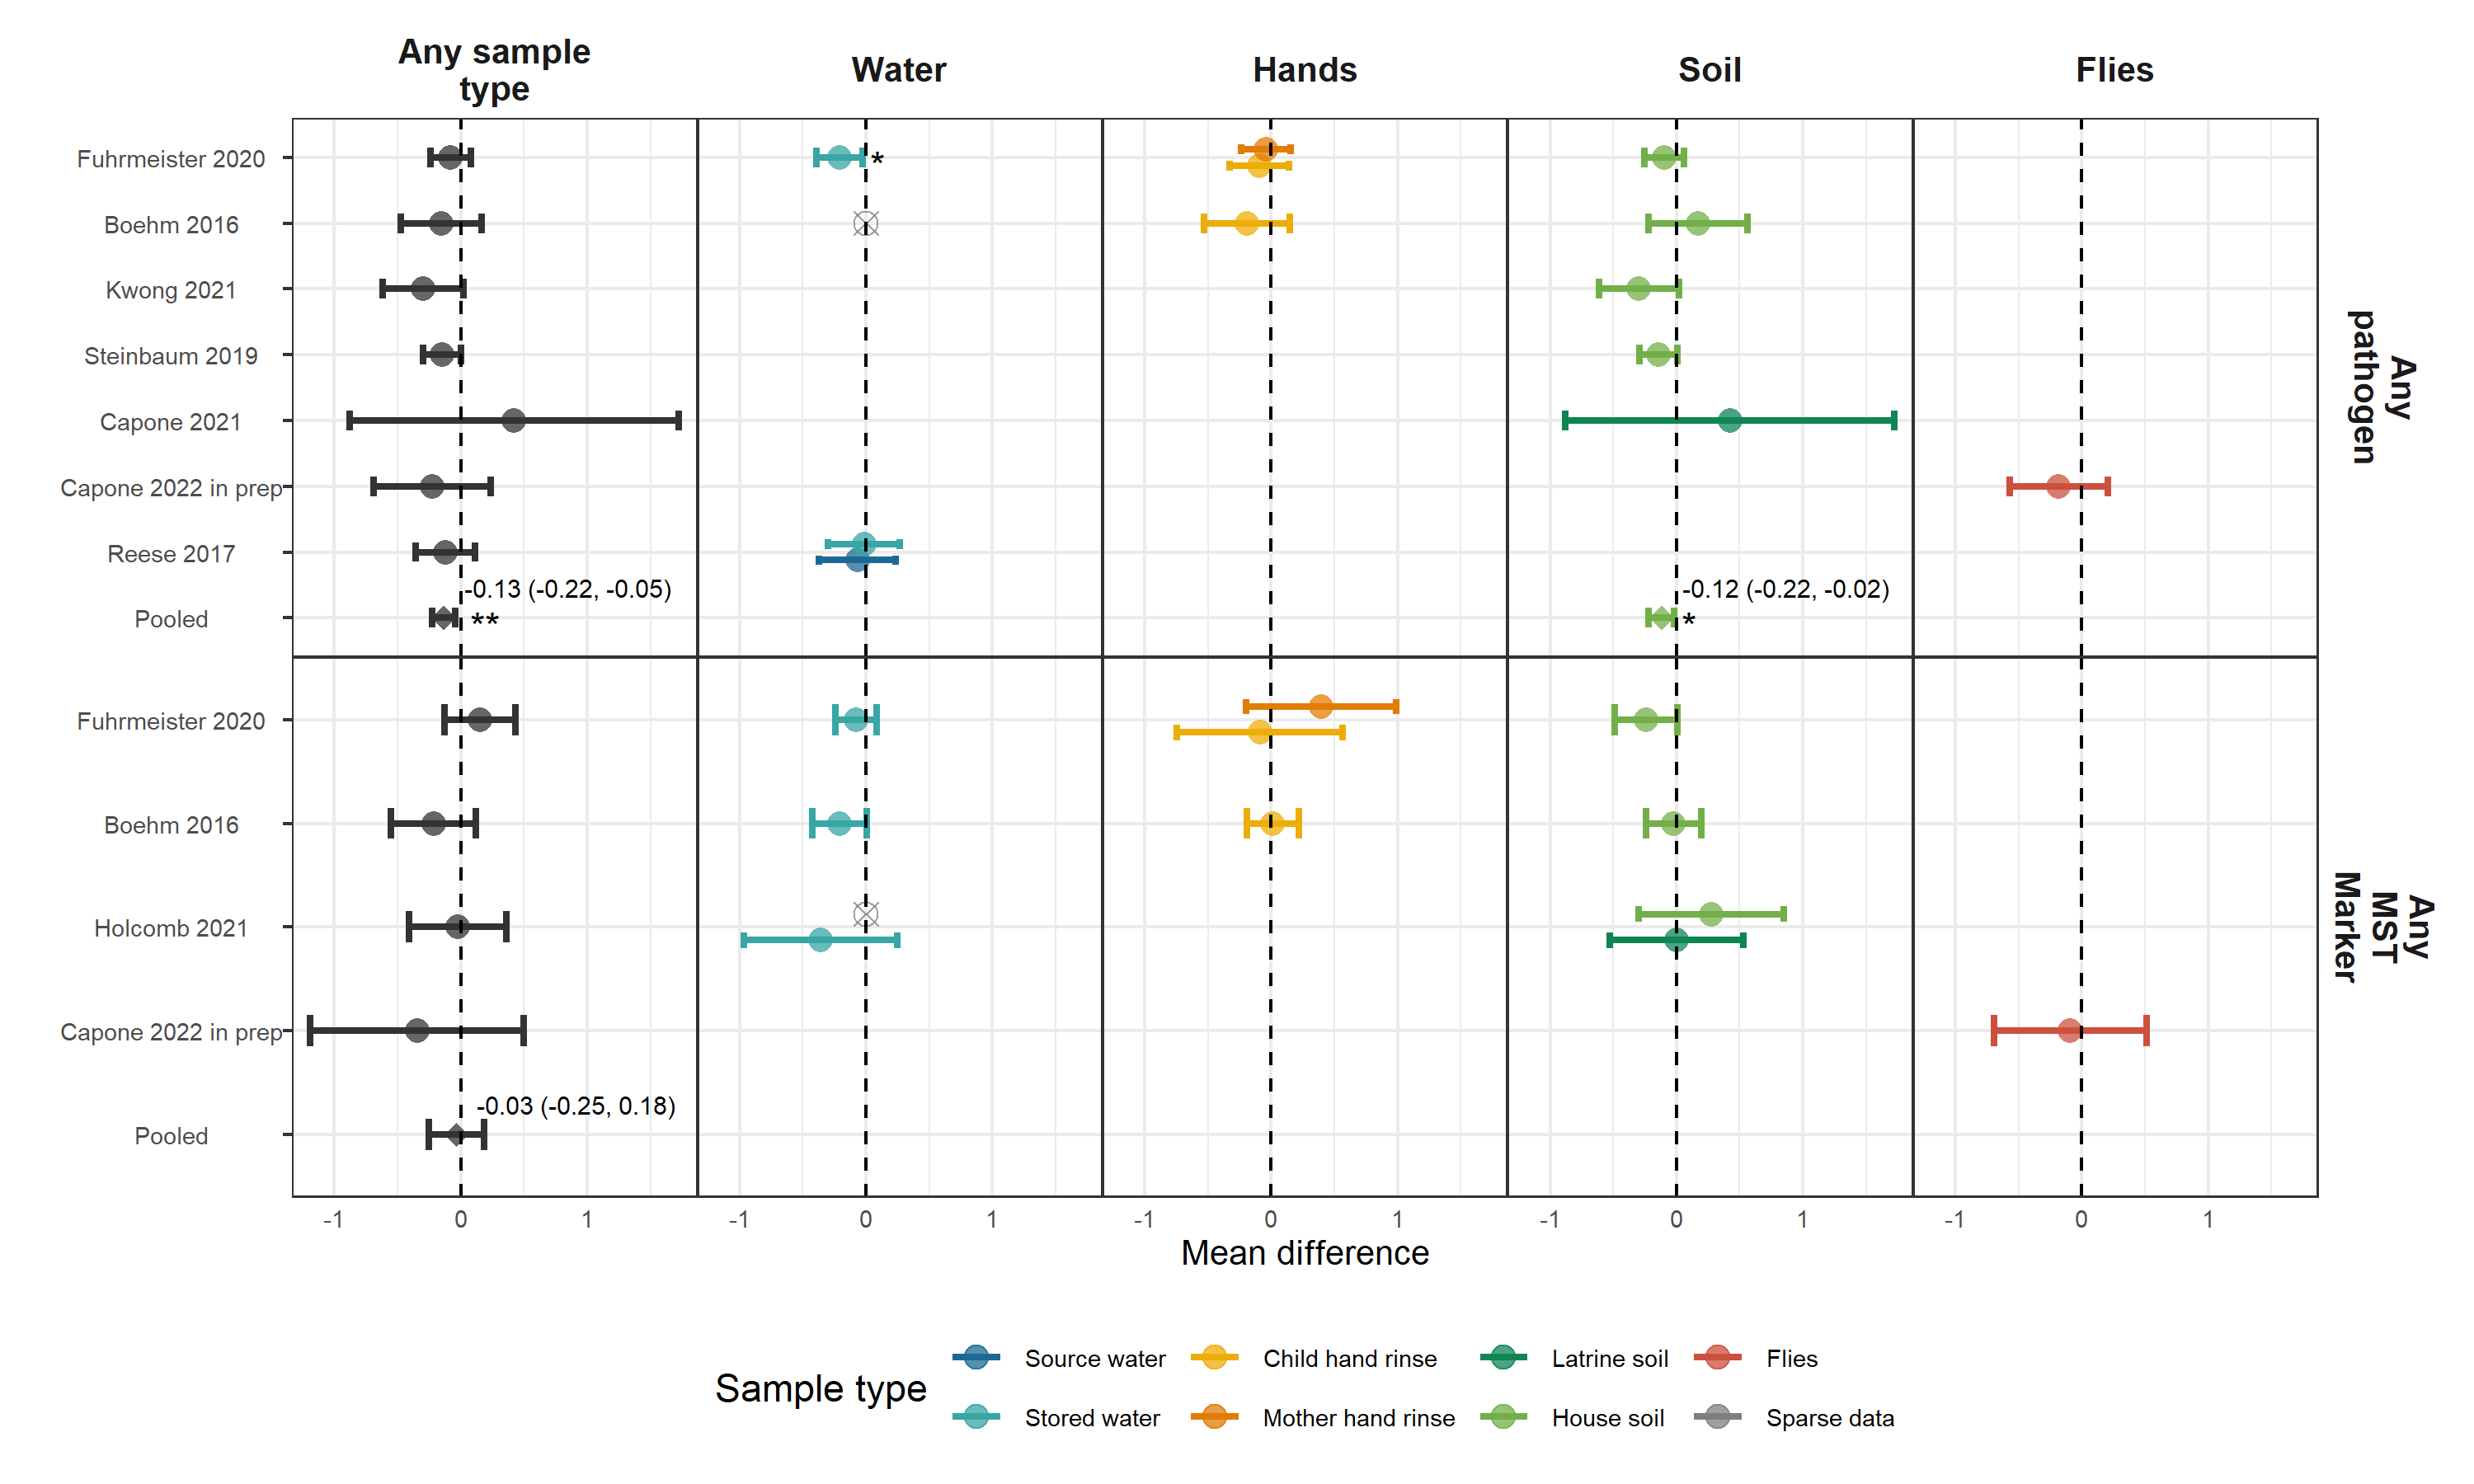 Any sample
type
Water
Hands
Soil
Flies
Fuhrmeister 2020
*
Boehm 2016
Kwong 2021
Steinbaum 2019
Capone 2021
Capone 2022 in prep
Reese 2017
-0.13 (-0.22, -0.05)
-0.12 (-0.22, -0.02)
Pooled
**
*
Any
pathogen
Fuhrmeister 2020
Boehm 2016
Holcomb 2021
Capone 2022 in prep
-0.03 (-0.25, 0.18)
Pooled
Any
MST
Marker
-1 0 1 -1 0 1 -1 0 1 -1 0 1 -1 0 1
Mean difference
Sample type
Source water
Child hand rinse
Latrine soil
Flies
Stored water
Mother hand rinse
House soil
Sparse data